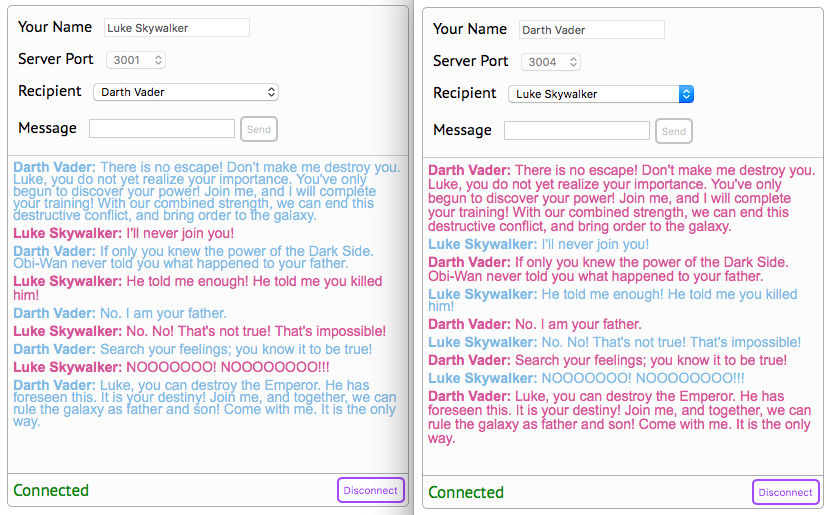 Your Name Luke Skywalker
Server Port 3001
Recipient Darth Vader
Message Send
Darth Vader: There is no escape! Don't make me destroy you.
Luke, you do not yet realize your importance. You've only
begun to discover your power! Join me, and I will complete
your training! With our combined strength, we can end this
destructive conflict, and bring order to the galaxy.
Luke Skywalker: I'll never join you!
Darth Vader: If only you knew the power of the Dark Side.
Obi-Wan never told you what happened to your father.
Luke Skywalker: He told me enough! He told me you killed
him!
Darth Vader: No. I am your father.
Luke Skywalker: No. No! That's not true! That's impossible!
Darth Vader: Search your feelings; you know it to be true!
Luke Skywalker: NOOOOOOO! NOOOOOOOO!!!
Darth Vader: Luke, you can destroy the Emperor. He has
foreseen this. It is your destiny! Join me, and together, we can
rule the galaxy as father and son! Come with me. It is the only
way.
Connected Disconnect
Your Name Darth Vader
Server Port 3004
Recipient Luke Skywalker
Message Send
Darth Vader: There is no escape! Don't make me destroy you.
Luke, you do not yet realize your importance. You've only
begun to discover your power! Join me, and I will complete
your training! With our combined strength, we can end this
destructive conflict, and bring order to the galaxy.
Luke Skywalker: I'll never join you!
Darth Vader: If only you knew the power of the Dark Side.
Obi-Wan never told you what happened to your father.
Luke Skywalker: He told me enough! He told me you killed
him!
Darth Vader: No. I am your father.
Luke Skywalker: No. No! That's not true! That's impossible!
Darth Vader: Search your feelings; you know it to be true!
Luke Skywalker: NOOOOOOO! NOOOOOOOO!!!
Darth Vader: Luke, you can destroy the Emperor. He has
foreseen this. It is your destiny! Join me, and together, we can
rule the galaxy as father and son! Come with me. It is the only
way.
Connected Disconnect